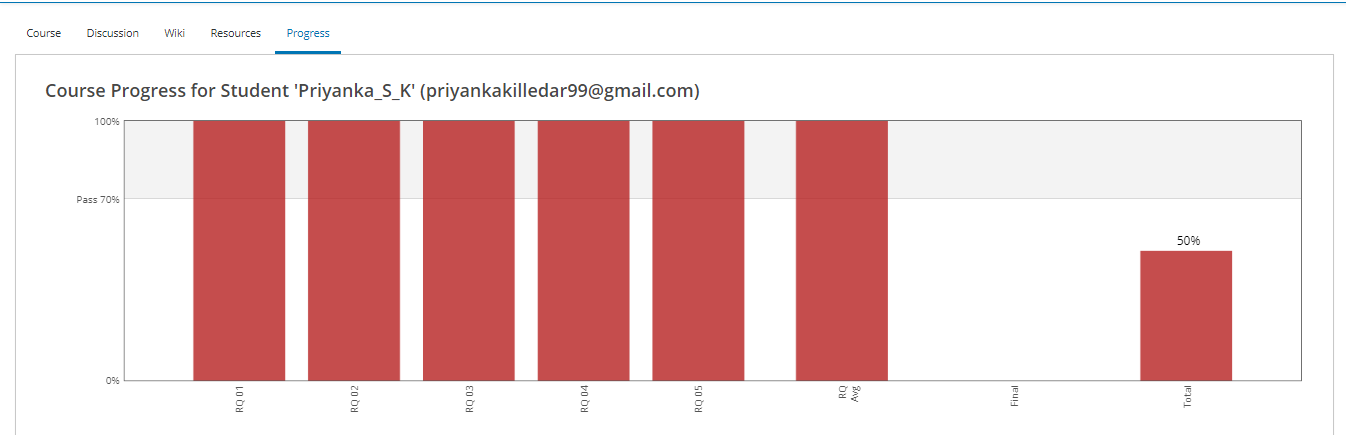 Course Discussion Wiki Resources Progress
Course Progress for Student 'Priyanka_S_K' (priyankakilledar99@gmail.com)
100%
Pass 70%
50%
0%
RQ 01
RQ 02
RQ 03
RQ 04
RQ 05
RQ
Avg
Final
Total